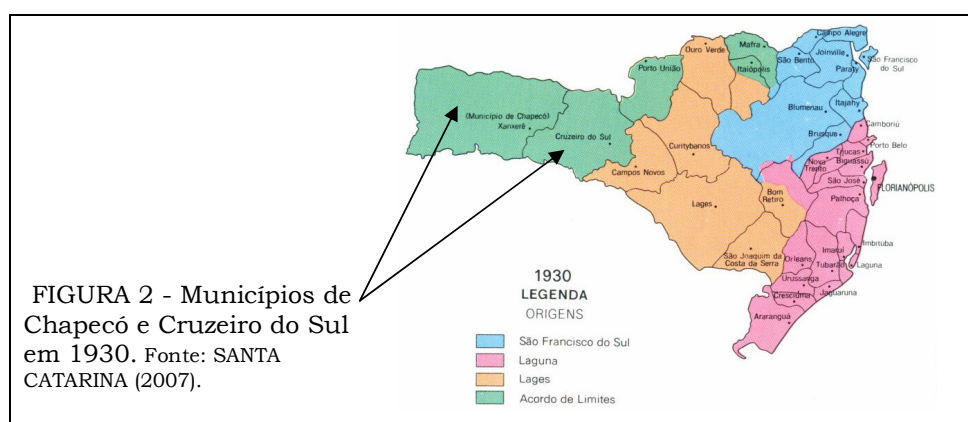 Campo Alegre
Ouro Verde
Mafra
Joinville
São Bento
São Francisco
do Sul
Itaiópolis
Porto União
Paraty
Itajahy
Blumenau
(Município de Chapecó)
Xanxerê
Camboriú
Cruzeiro do Sul
Brusque
Porto Belo
Curitybanos
Tijucas
Nova
Trento
Biguassú
Campos Novos
São José
FLORIANÓPOLIS
Bom
Retiro
Palhoça
Lages
Imbituba
Imaruí
São Joaquim da
Costa da Serra
Orleans
Tubarão
Laguna
Urussanga
Jaguaruna
Cresciuma
Araranguá
1930
LEGENDA
ORIGENS
São Francisco do Sul
Laguna
Lages
Acordo de Limites
FIGURA 2 - Municípios de
Chapecó e Cruzeiro do Sul
em 1930. Fonte: SANTA
CATARINA (2007).